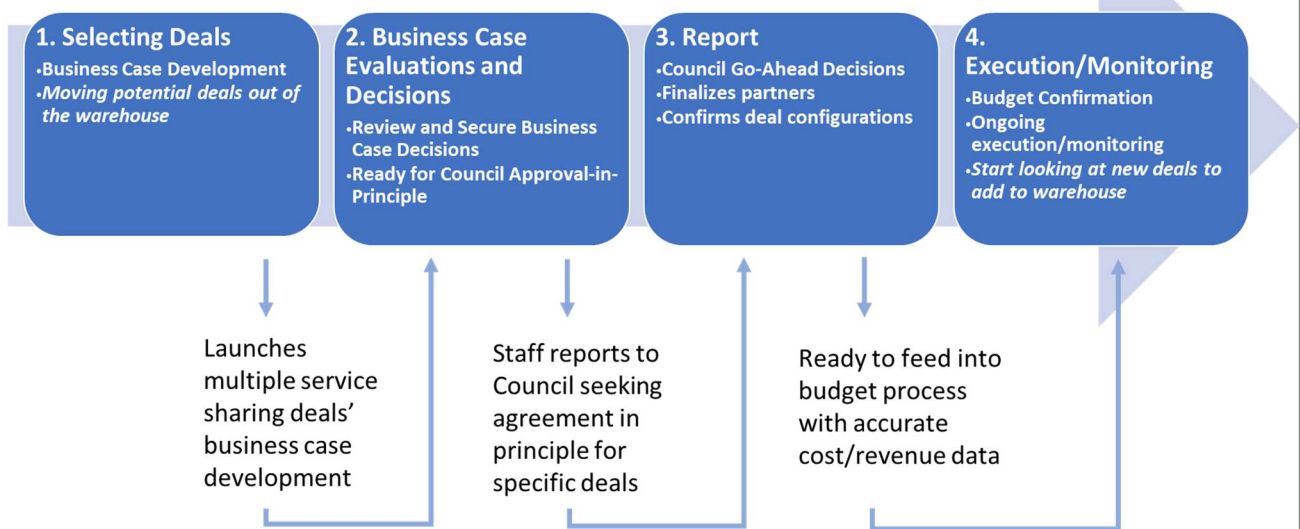 1. Selecting Deals
•Business Case Development
•Moving potential deals out of
the warehouse
2. Business Case
Evaluations and
Decisions
•Review and Secure Business
Case Decisions
•Ready for Council Approval-in-
Principle
3. Report
•Council Go-Ahead Decisions
•Finalizes partners
•Confirms deal configurations
4.
Execution/Monitoring
•Budget Confirmation
•Ongoing
execution/monitoring
•Start looking at new deals to
add to warehouse
Launches
multiple service
sharing deals’
business case
development
Staff reports to
Council seeking
agreement in
principle for
specific deals
Ready to feed into
budget process
with accurate
cost/revenue data